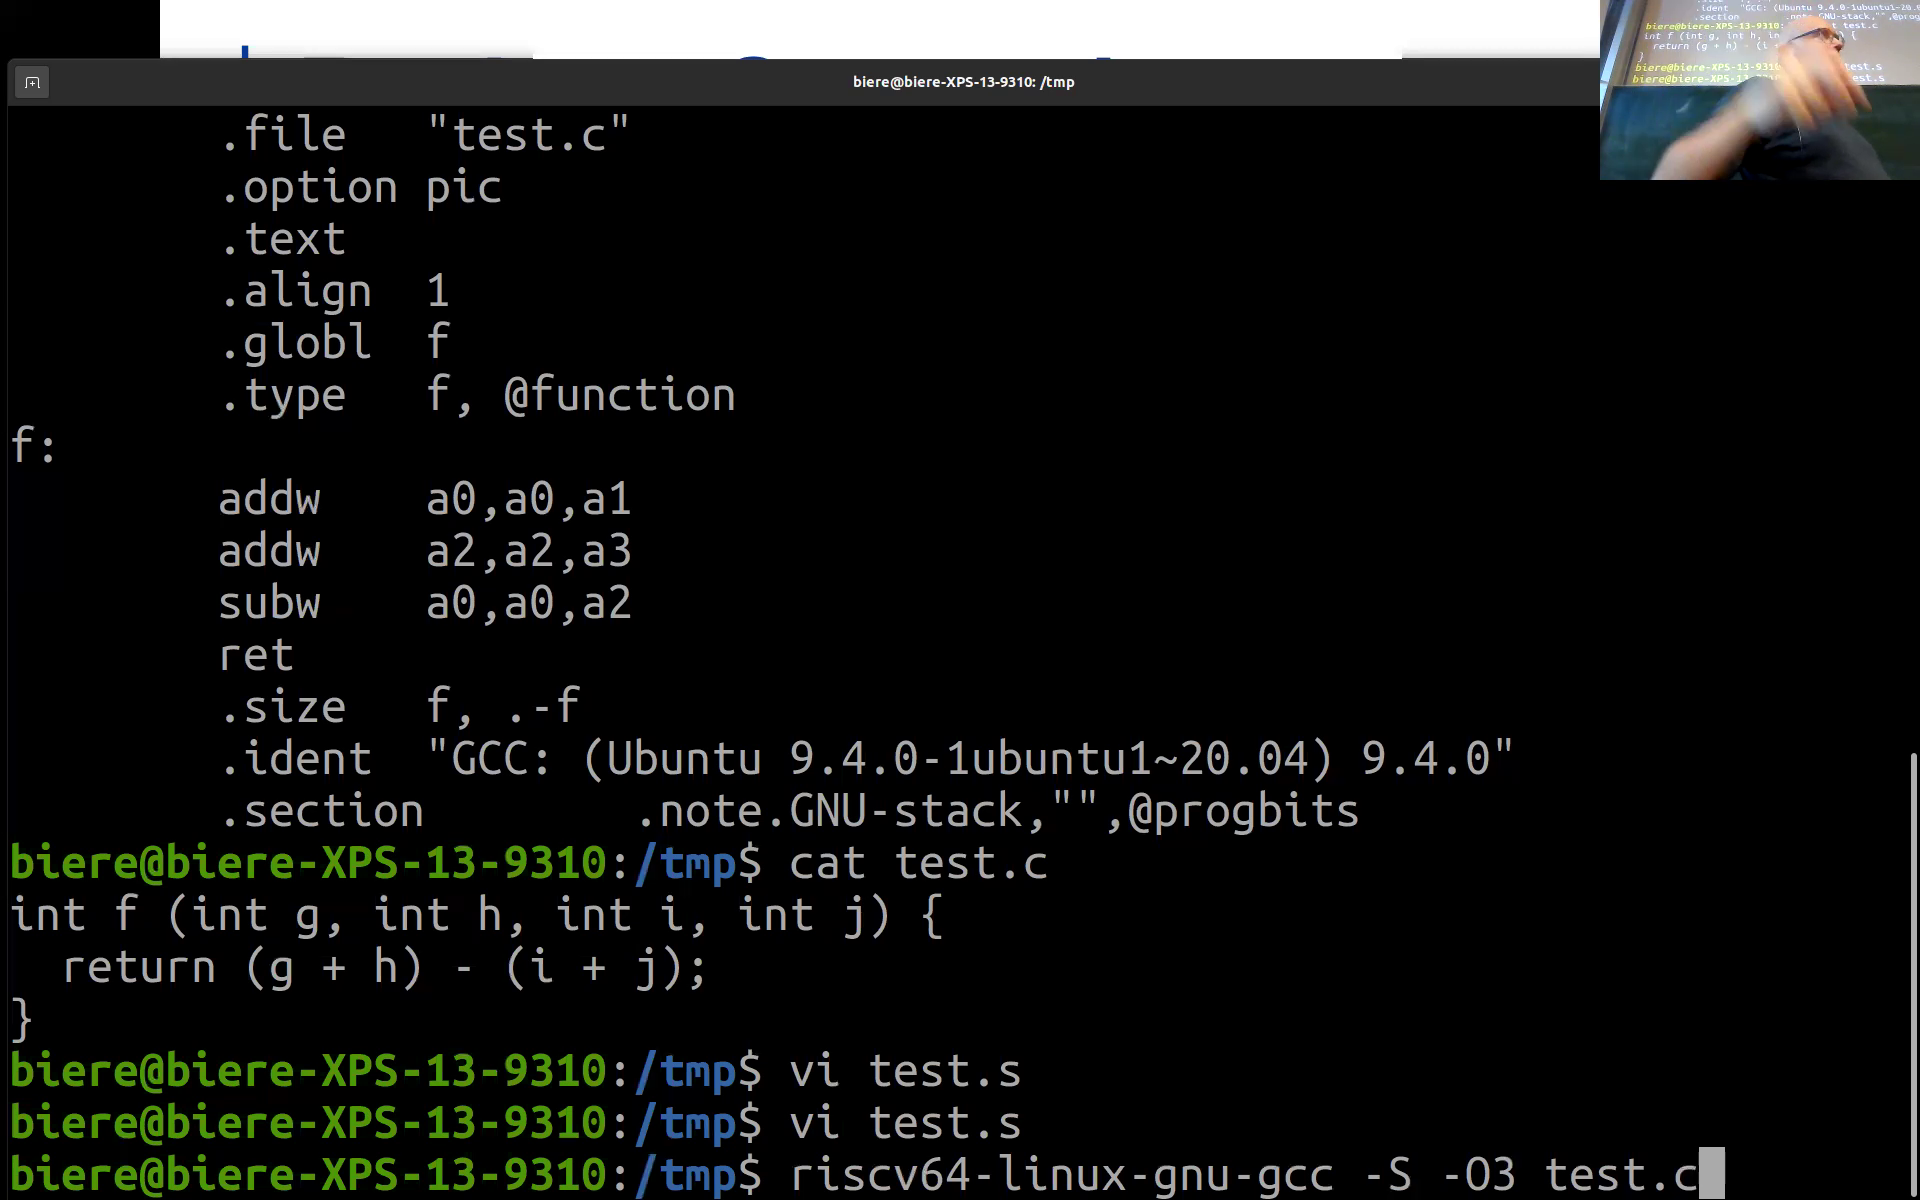 biere@biere-XPS-13-9310: /tmp
.file "test.c"
.option pic
.text
.align 1
.globl f
.type f, @function
f:
addw a0,a0,a1
addw a2,a2,a3
subw a0,a0,a2
ret
.size f, .-f
.ident "GCC: (Ubuntu 9.4.0-1ubuntu1~20.04) 9.4.0"
.section .note.GNU-stack,"",@progbits
biere@biere-XPS-13-9310:/tmp$ cat test.c
int f (int g, int h, int i, int j) {
return (g + h) - (i + j);
}
biere@biere-XPS-13-9310:/tmp$ vi test.s
biere@biere-XPS-13-9310:/tmp$ vi test.s
biere@biere-XPS-13-9310:/tmp$ riscv64-linux-gnu-gcc -S -O3 test.c